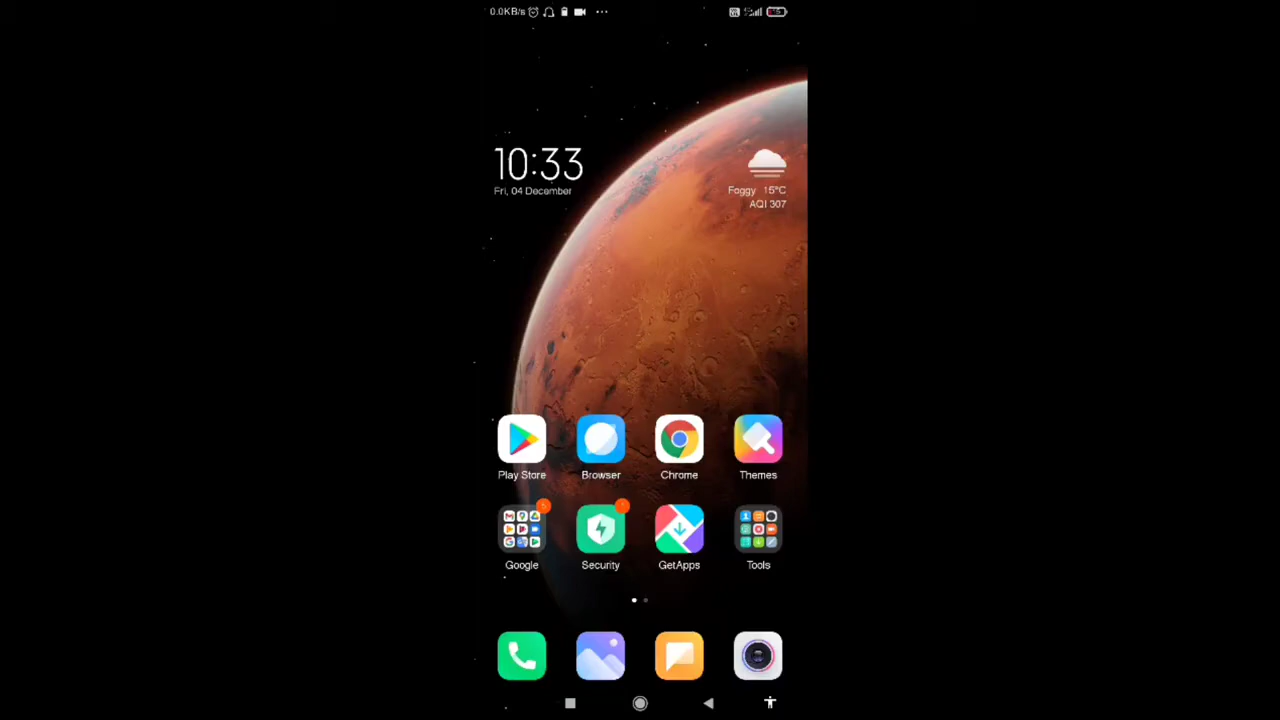 0.0KB/s
10:33
Fri, 04 December
Foggy 15°C
AQI 307
Play Store
Browser
Chrome
Themes
Google
Security
GetApps
Tools